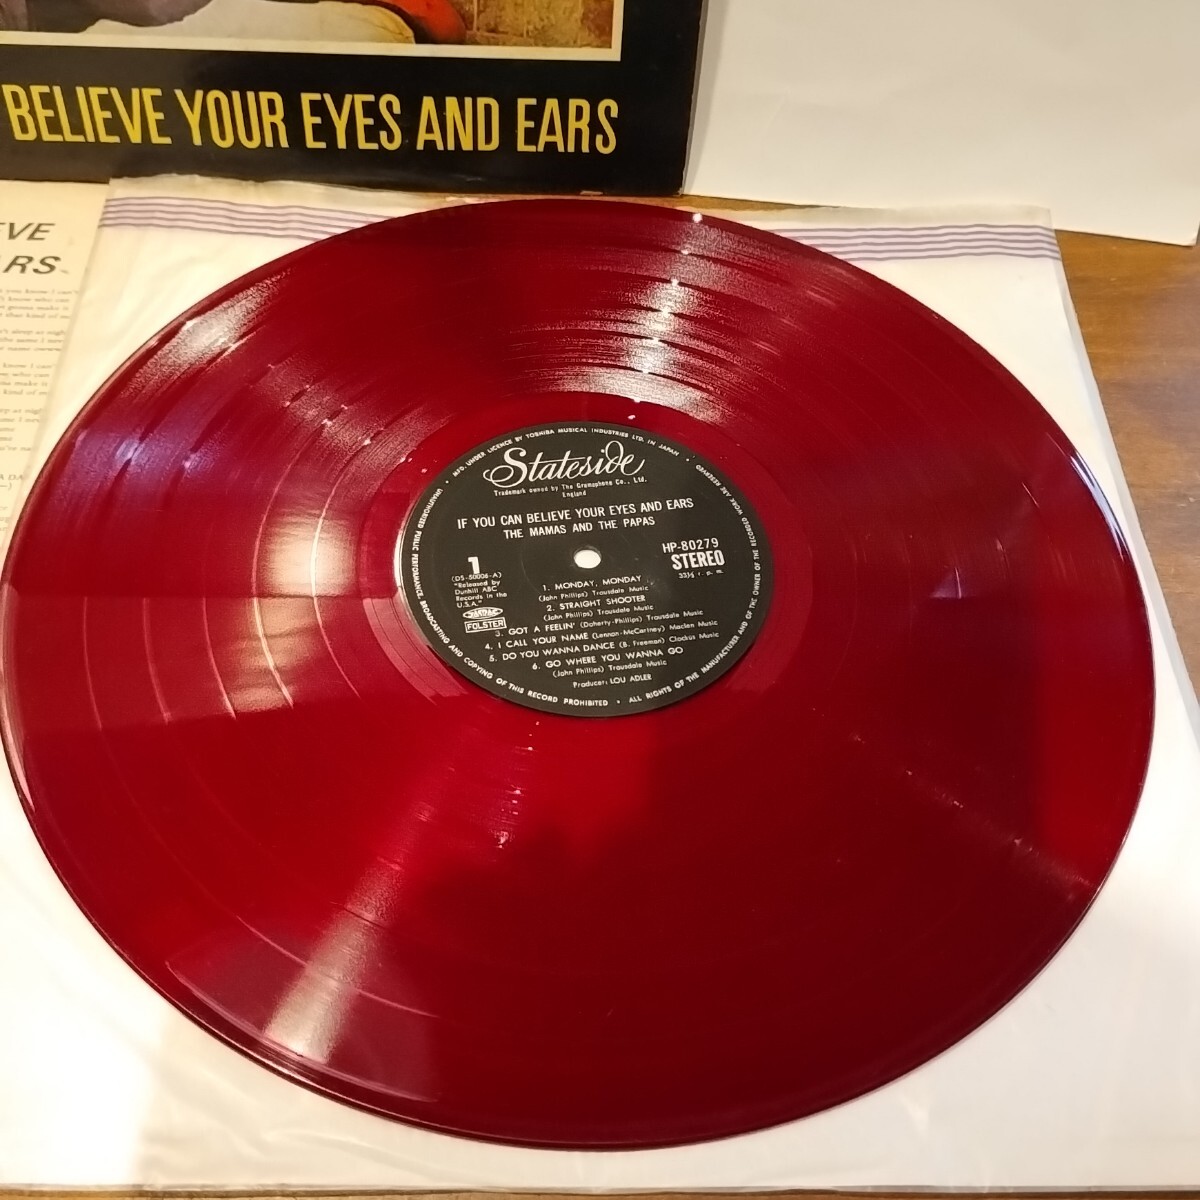 BELIEVE YOUR EYES AND EARS
EVE
ARS
MFD. UNDER LICENCE BY TOSHIBA MUSICAL INDUSTRIES LTD. IN JAPAN • ALL RIGHTS OF THE MANUFACTURER AND OF THE OWNER OF THE RECORDED WORK ARE RESERVED • UNAUTHORISED PUBLIC PERFORMANCE, BROADCASTING AND COPYING OF THIS RECORD PROHIBITED
Stateside
Trademark owned by The Gramophone Co., Ltd.
England
IF YOU CAN BELIEVE YOUR EYES AND EARS
THE MAMAS AND THE PAPAS
1
(DS-50006-A)
"Released by
Dunhill ABC
Records in the
U.S.A."
FOLSTER
HP-80279
STEREO
33⅓ r. p. m.
1. MONDAY, MONDAY
(John Phillips) Trousdale Music
2. STRAIGHT SHOOTER
(John Phillips) Trousdale Music
3. GOT A FEELIN' (Doherty-Phillips) Trousdale Music
4. I CALL YOUR NAME (Lennon-McCartney) Maclen Music
5. DO YOU WANNA DANCE (B. Freeman) Clockus Music
6. GO WHERE YOU WANNA GO
(John Phillips) Trousdale Music
Producer: LOU ADLER